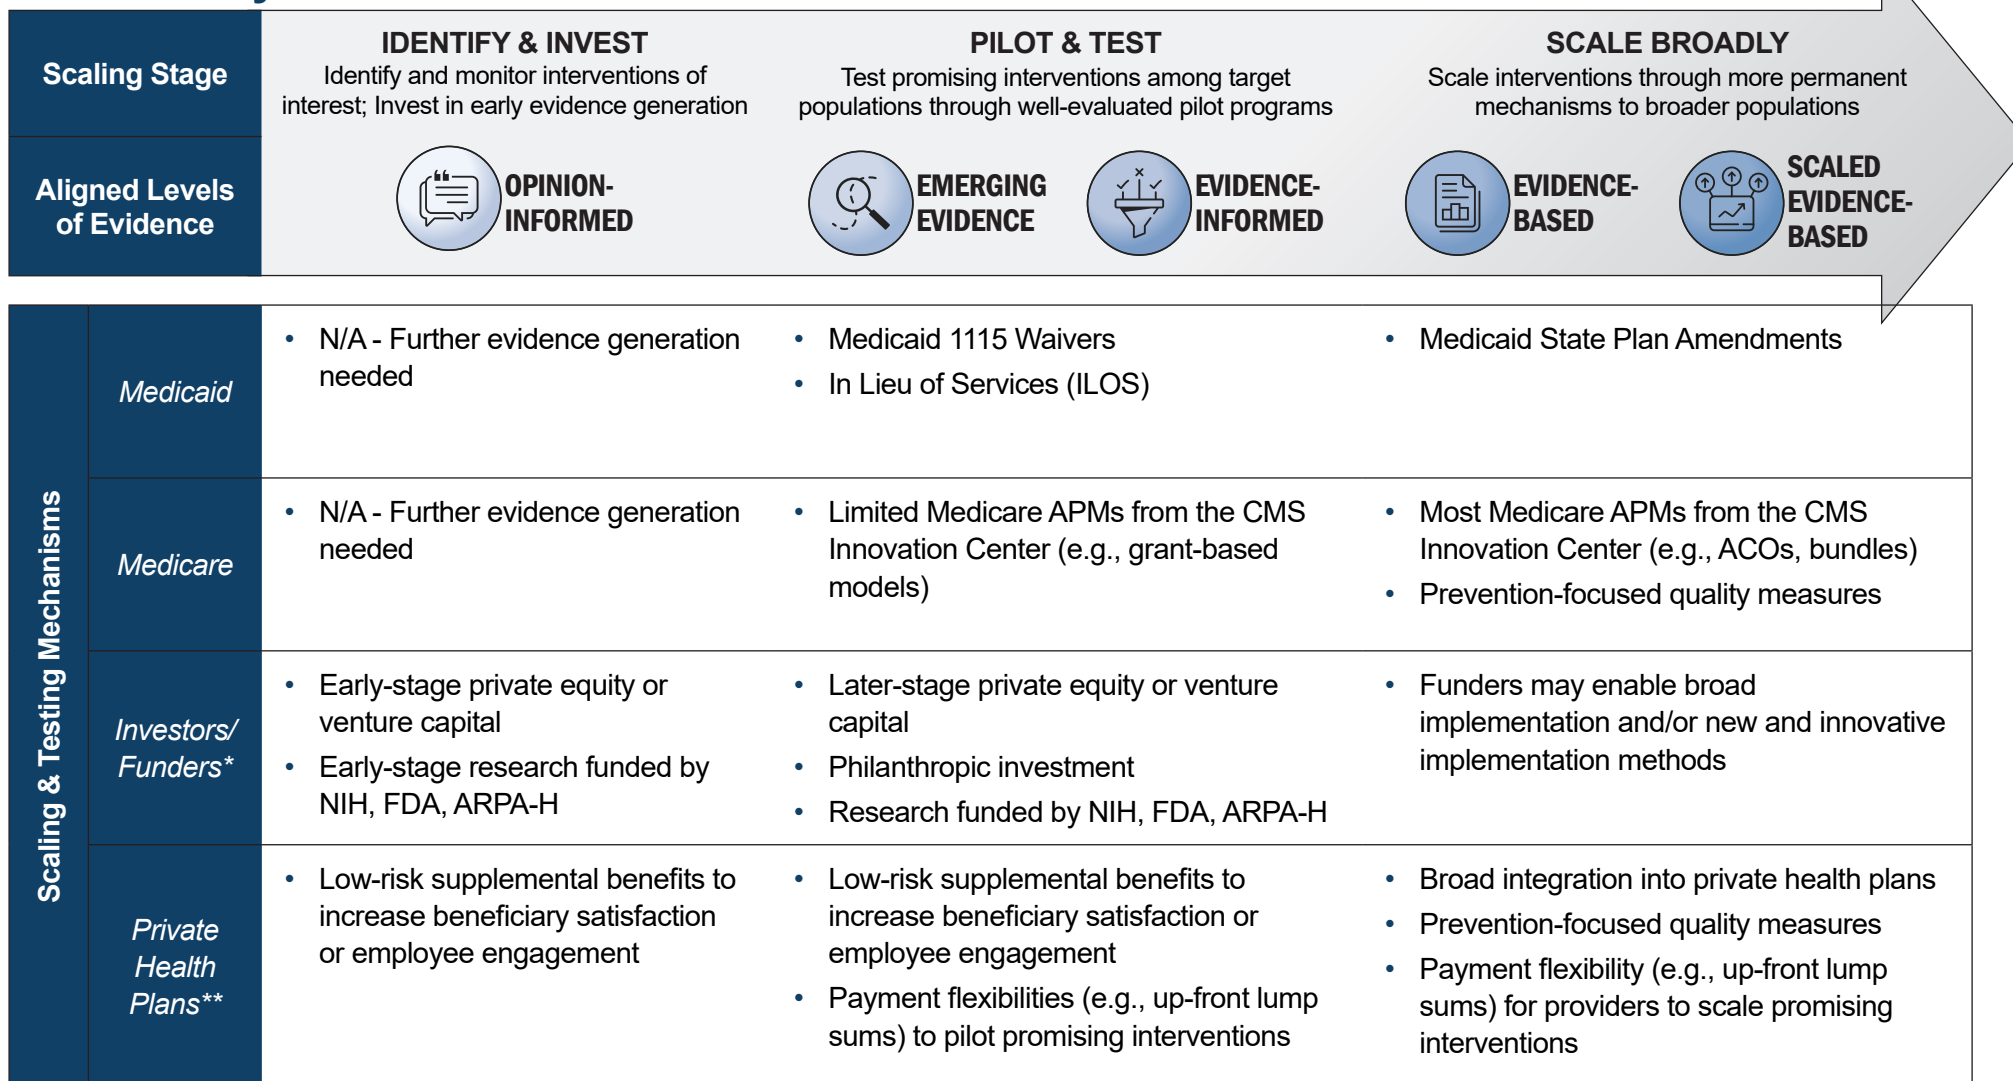 Scaling Stage
IDENTIFY & INVEST
Identify and monitor interventions of
interest; Invest in early evidence generation
PILOT & TEST
Test promising interventions among target
populations through well-evaluated pilot programs
SCALE BROADLY
Scale interventions through more permanent
mechanisms to broader populations
Aligned Levels
of Evidence
OPINION-
INFORMED
EMERGING
EVIDENCE
EVIDENCE-
INFORMED
EVIDENCE-
BASED
SCALED
EVIDENCE-
BASED
Scaling & Testing Mechanisms
Medicaid
• N/A - Further evidence generation
needed
• Medicaid 1115 Waivers
• In Lieu of Services (ILOS)
• Medicaid State Plan Amendments
Medicare
• N/A - Further evidence generation
needed
• Limited Medicare APMs from the CMS
Innovation Center (e.g., grant-based
models)
• Most Medicare APMs from the CMS
Innovation Center (e.g., ACOs, bundles)
• Prevention-focused quality measures
Investors/
Funders*
• Early-stage private equity or
venture capital
• Early-stage research funded by
NIH, FDA, ARPA-H
• Later-stage private equity or venture
capital
• Philanthropic investment
• Research funded by NIH, FDA, ARPA-H
• Funders may enable broad
implementation and/or new and innovative
implementation methods
Private
Health
Plans**
• Low-risk supplemental benefits to
increase beneficiary satisfaction
or employee engagement
• Low-risk supplemental benefits to
increase beneficiary satisfaction or
employee engagement
• Payment flexibilities (e.g., up-front lump
sums) to pilot promising interventions
• Broad integration into private health plans
• Prevention-focused quality measures
• Payment flexibility (e.g., up-front lump
sums) for providers to scale promising
interventions